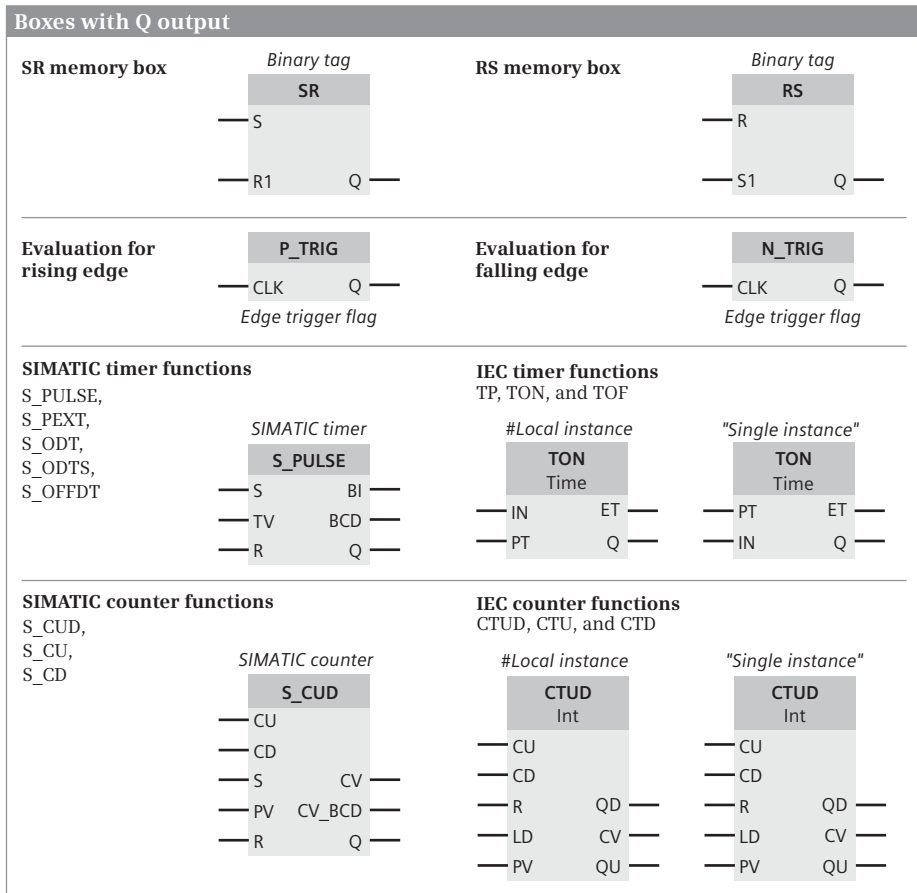 Boxes with Q output
SR memory box
Binary tag
SR
S
R1 Q
RS memory box
Binary tag
RS
R
S1 Q
Evaluation for
rising edge
P_TRIG
CLK Q
Edge trigger flag
Evaluation for
falling edge
N_TRIG
CLK Q
Edge trigger flag
SIMATIC timer functions
S_PULSE,
S_PEXT,
S_ODT,
S_ODTS,
S_OFFDT
SIMATIC timer
S_PULSE
S BI
TV BCD
R Q
IEC timer functions
TP, TON, and TOF
#Local instance
TON
Time
IN ET
PT Q
"Single instance"
TON
Time
PT ET
IN Q
SIMATIC counter functions
S_CUD,
S_CU,
S_CD
SIMATIC counter
S_CUD
CU
CD
S CV
PV CV_BCD
R Q
IEC counter functions
CTUD, CTU, and CTD
#Local instance
CTUD
Int
CU
CD
R QD
LD CV
PV QU
"Single instance"
CTUD
Int
CU
CD
R QD
LD CV
PV QU